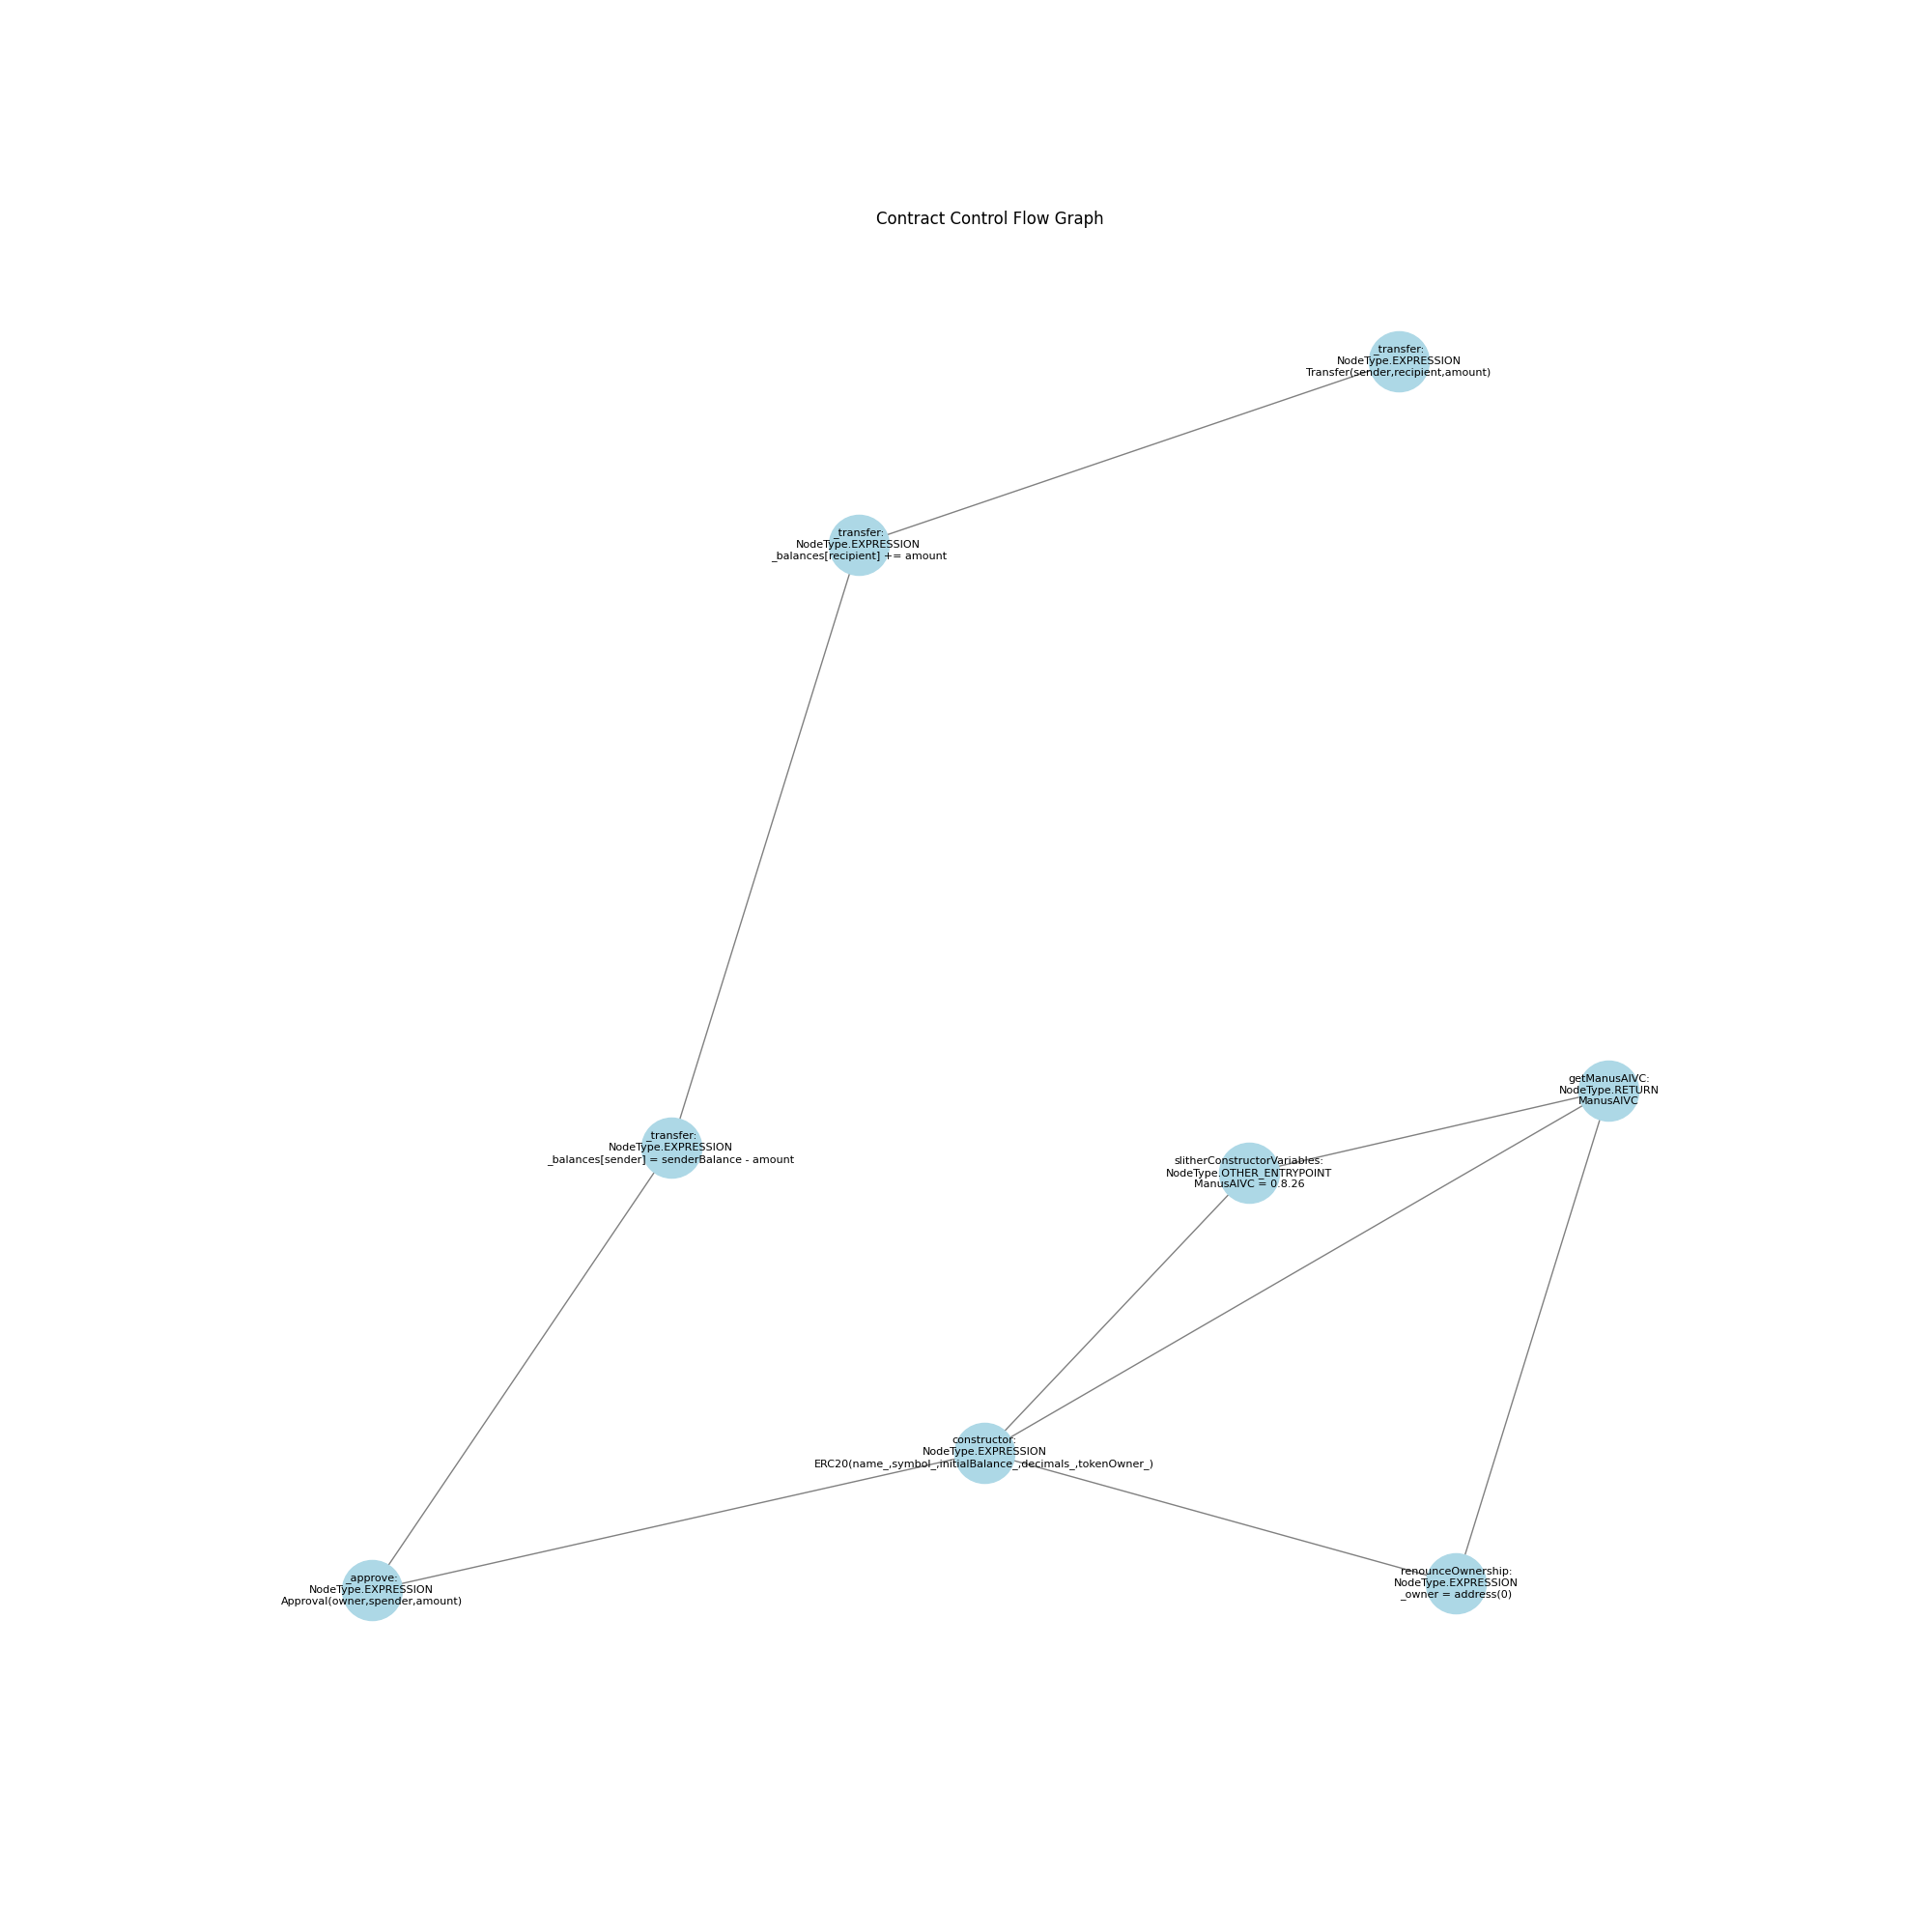 Contract Control Flow Graph
_transfer:
NodeType.EXPRESSION
Transfer(sender,recipient,amount)
_transfer:
NodeType.EXPRESSION
_balances[recipient] += amount
getManusAIVC:
NodeType.RETURN
ManusAIVC
_transfer:
NodeType.EXPRESSION
_balances[sender] = senderBalance - amount
slitherConstructorVariables:
NodeType.OTHER_ENTRYPOINT
ManusAIVC = 0.8.26
constructor:
NodeType.EXPRESSION
ERC20(name_,symbol_,initialBalance_,decimals_,tokenOwner_)
_approve:
NodeType.EXPRESSION
Approval(owner,spender,amount)
renounceOwnership:
NodeType.EXPRESSION
_owner = address(0)